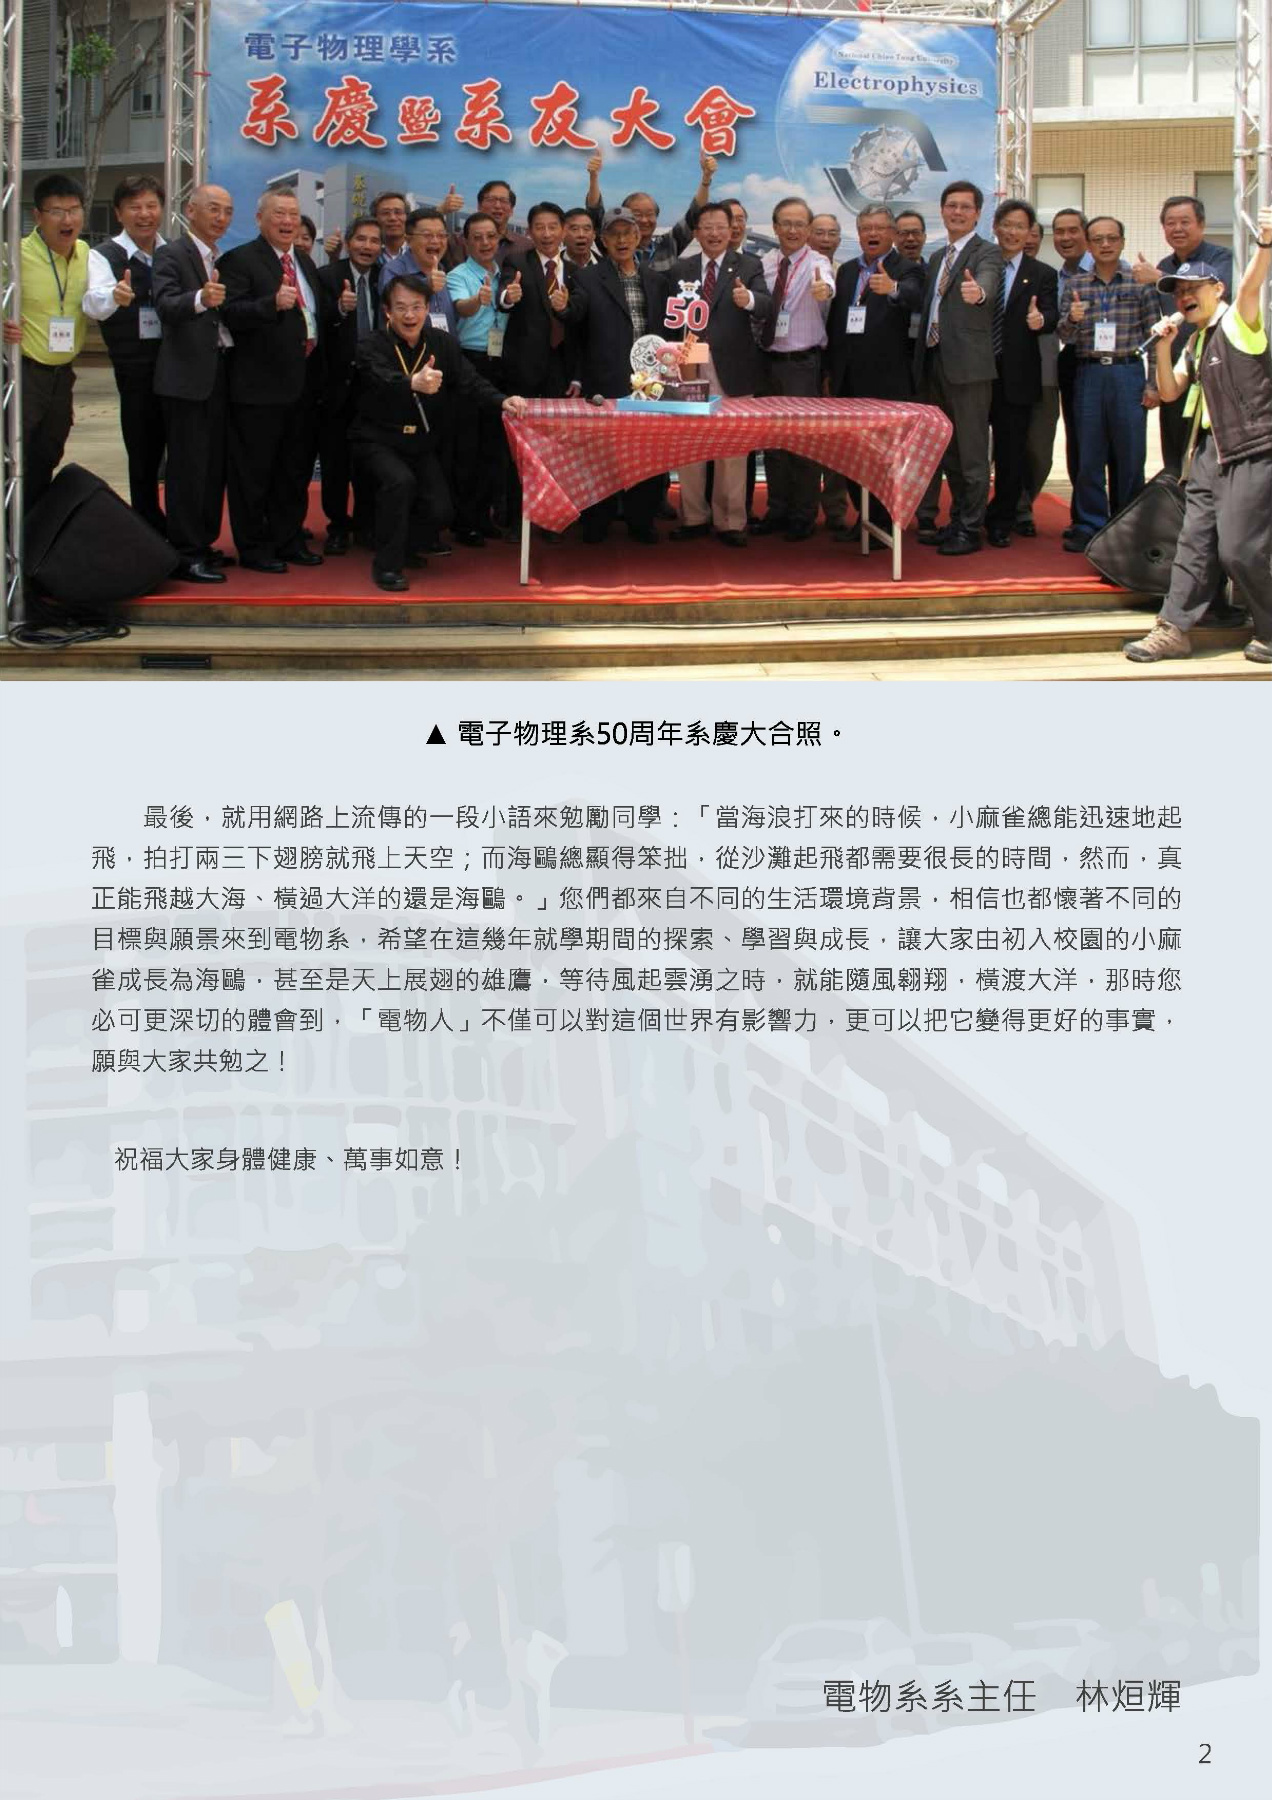 電子物理學系
系慶暨系友大會
National Chiao Tung University
Electrophysics
50
▲ 電子物理系50周年系慶大合照。
最後，就用網路上流傳的一段小語來勉勵同學：「當海浪打來的時候，小麻雀總能迅速地起
飛，拍打兩三下翅膀就飛上天空；而海鷗總顯得笨拙，從沙灘起飛都需要很長的時間，然而，真
正能飛越大海、橫過大洋的還是海鷗。」您們都來自不同的生活環境背景，相信也都懷著不同的
目標與願景來到電物系，希望在這幾年就學期間的探索、學習與成長，讓大家由初入校園的小麻
雀成長為海鷗，甚至是天上展翅的雄鷹，等待風起雲湧之時，就能隨風翱翔，橫渡大洋，那時您
必可更深切的體會到，「電物人」不僅可以對這個世界有影響力，更可以把它變得更好的事實，
願與大家共勉之！
祝福大家身體健康、萬事如意！
電物系系主任 林烜輝
2